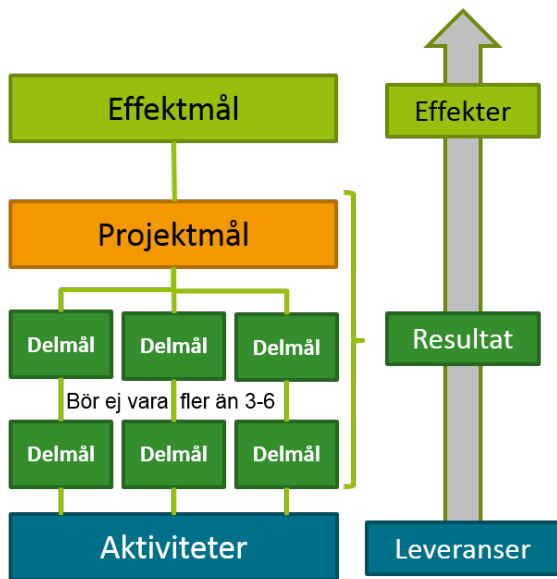 Effektmål
Effekter
Projektmål
Delmål
Delmål
Delmål
Resultat
Bör ej vara fler än 3-6
Delmål
Delmål
Delmål
Aktiviteter
Leveranser